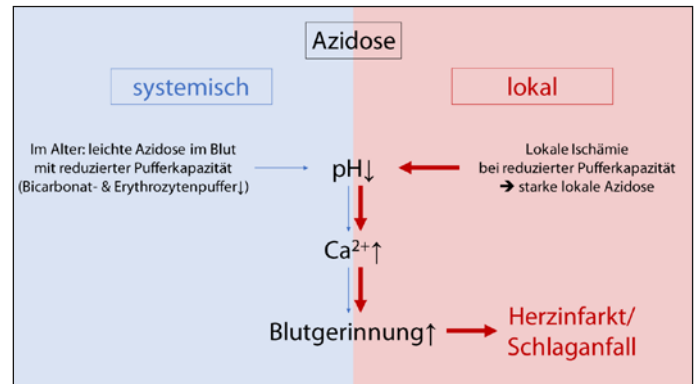 Azidose
systemisch
lokal
Im Alter: leichte Azidose im Blut
mit reduzierter Pufferkapazität
(Bicarbonat- & Erythrozytenpuffer↓)
pH↓
Lokale Ischämie
bei reduzierter Pufferkapazität
➔ starke lokale Azidose
Ca²⁺↑
Blutgerinnung↑
Herzinfarkt/
Schlaganfall